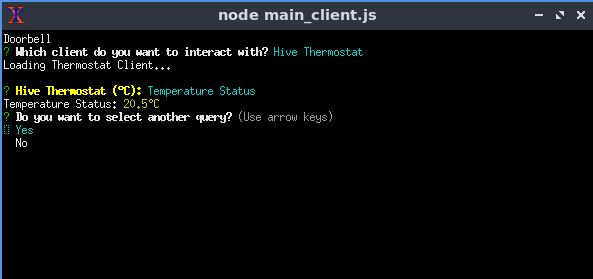 node main_client.js
Doorbell
? Which client do you want to interact with? Hive Thermostat
Loading Thermostat Client...
? Hive Thermostat (°C): Temperature Status
Temperature Status: 20.5°C
? Do you want to select another query? (Use arrow keys)
Yes
No